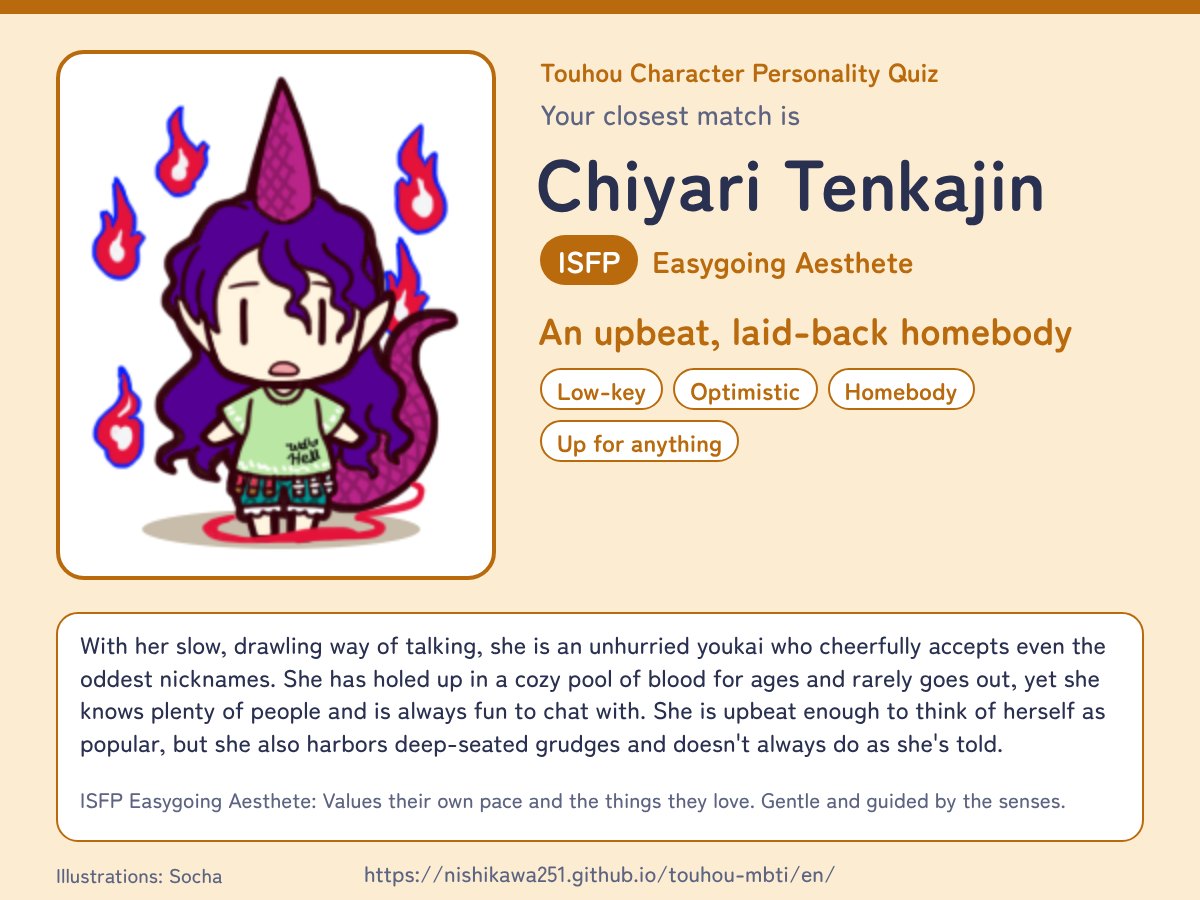 Touhou Character Personality Quiz
Your closest match is
Chiyari Tenkajin
ISFP Easygoing Aesthete
An upbeat, laid-back homebody
Low-key Optimistic Homebody
Up for anything
Hell
With her slow, drawling way of talking, she is an unhurried youkai who cheerfully accepts even the
oddest nicknames. She has holed up in a cozy pool of blood for ages and rarely goes out, yet she
knows plenty of people and is always fun to chat with. She is upbeat enough to think of herself as
popular, but she also harbors deep-seated grudges and doesn't always do as she's told.
ISFP Easygoing Aesthete: Values their own pace and the things they love. Gentle and guided by the senses.
Illustrations: Socha
https://nishikawa251.github.io/touhou-mbti/en/